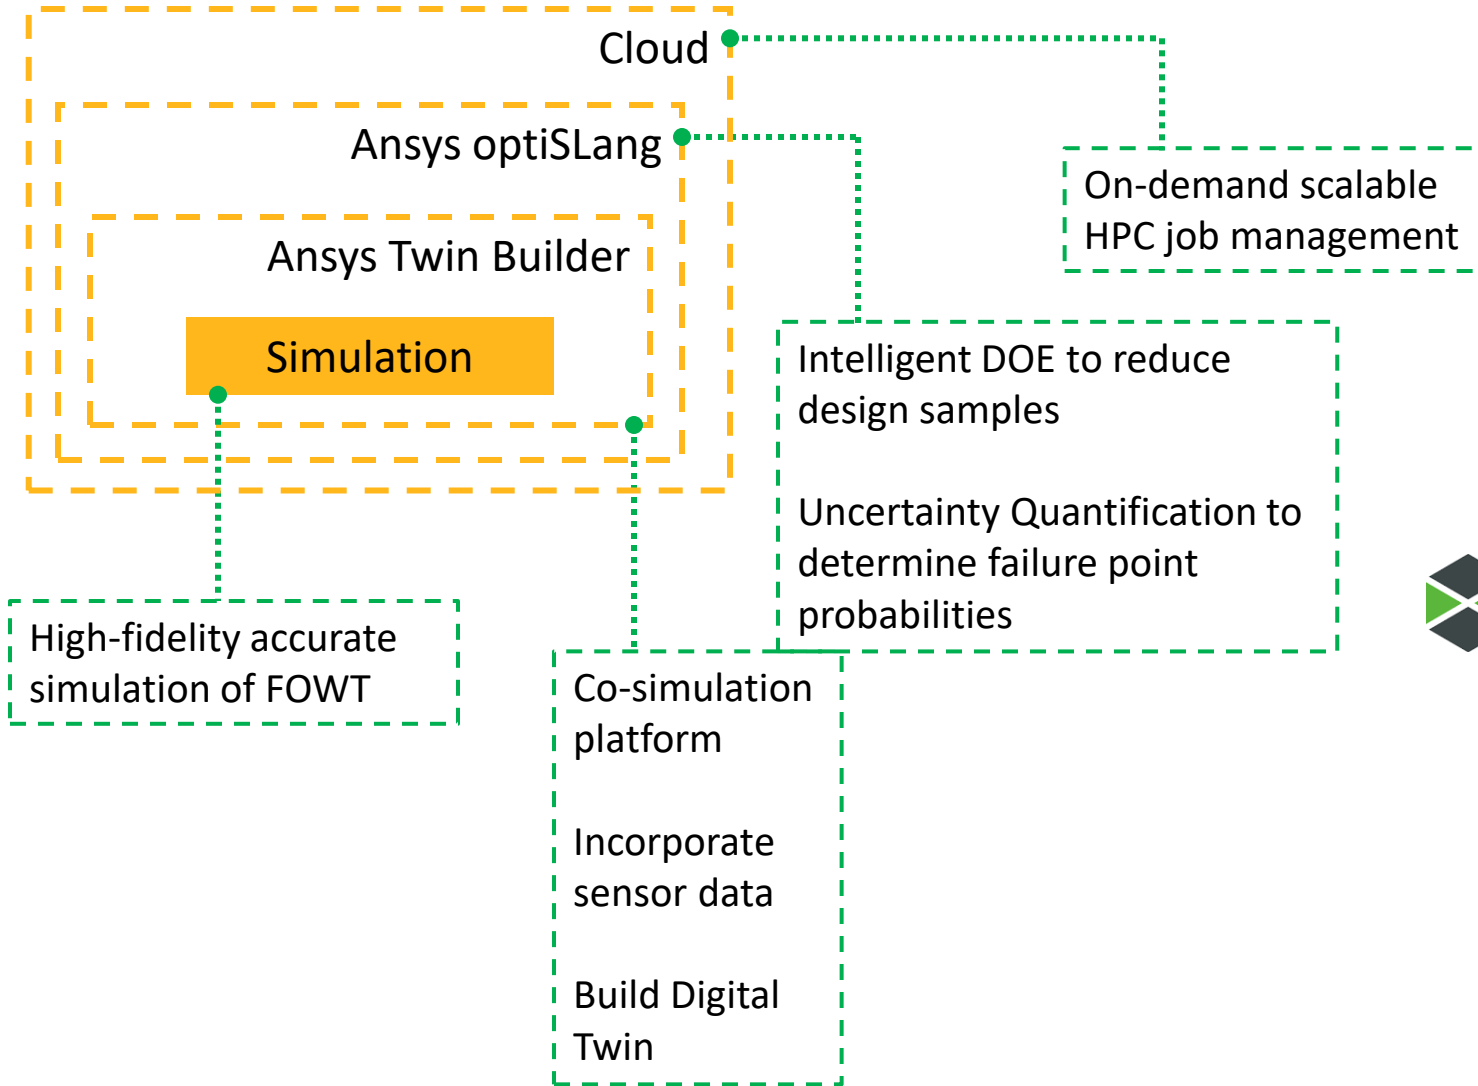 Cloud
Ansys optiSLang
Ansys Twin Builder
Simulation
On-demand scalable
HPC job management
Intelligent DOE to reduce
design samples
Uncertainty Quantification to
determine failure point
probabilities
High-fidelity accurate
simulation of FOWT
Co-simulation
platform
Incorporate
sensor data
Build Digital
Twin